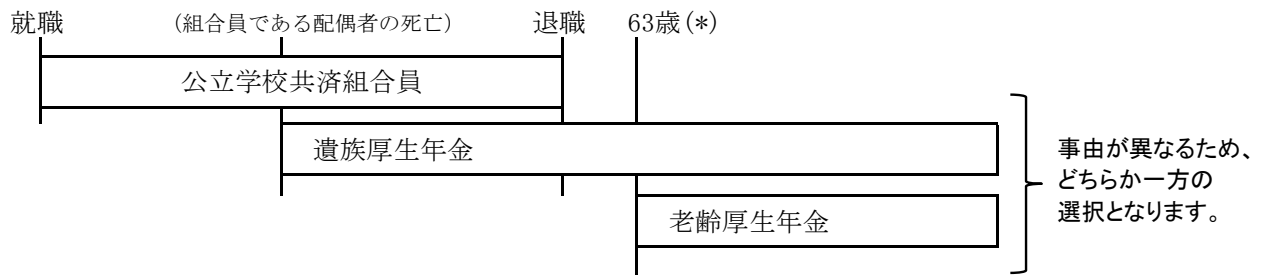 就職 (組合員である配偶者の死亡) 退職 63歳(*)
公立学校共済組合員
遺族厚生年金
老齢厚生年金
事由が異なるため、
どちらか一方の
選択となります。